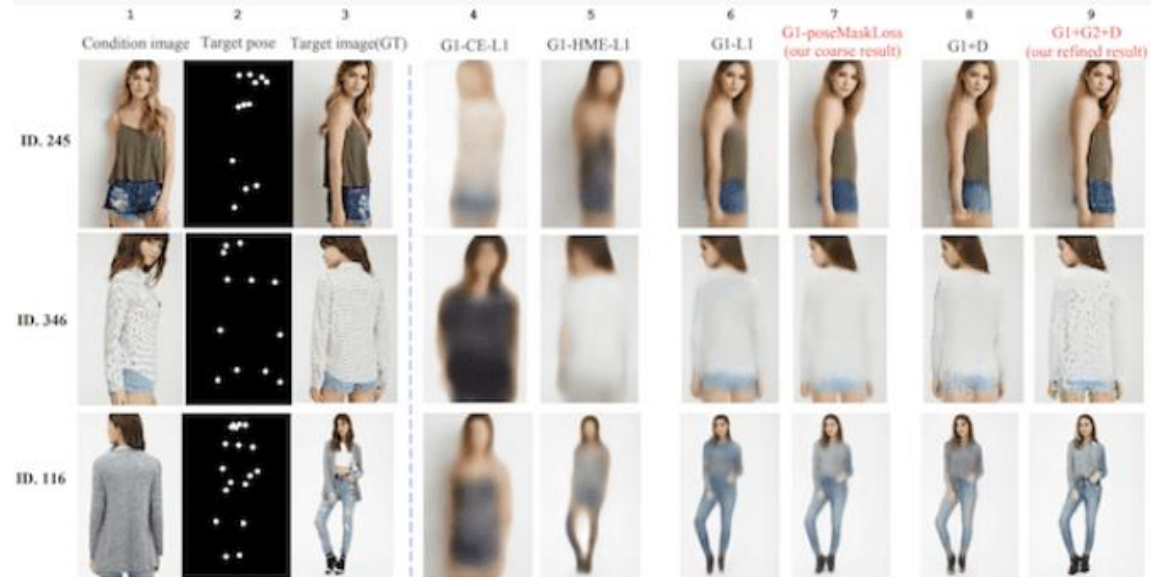 1 2 3 4 5 6 7 8 9
Condition image Target pose Target image(GT) G1-CE-L1 G1-HME-L1 G1-L1 G1-poseMaskLoss (our coarse result) G1+D G1+G2+D (our refined result)
ID. 245
ID. 346
ID. 116